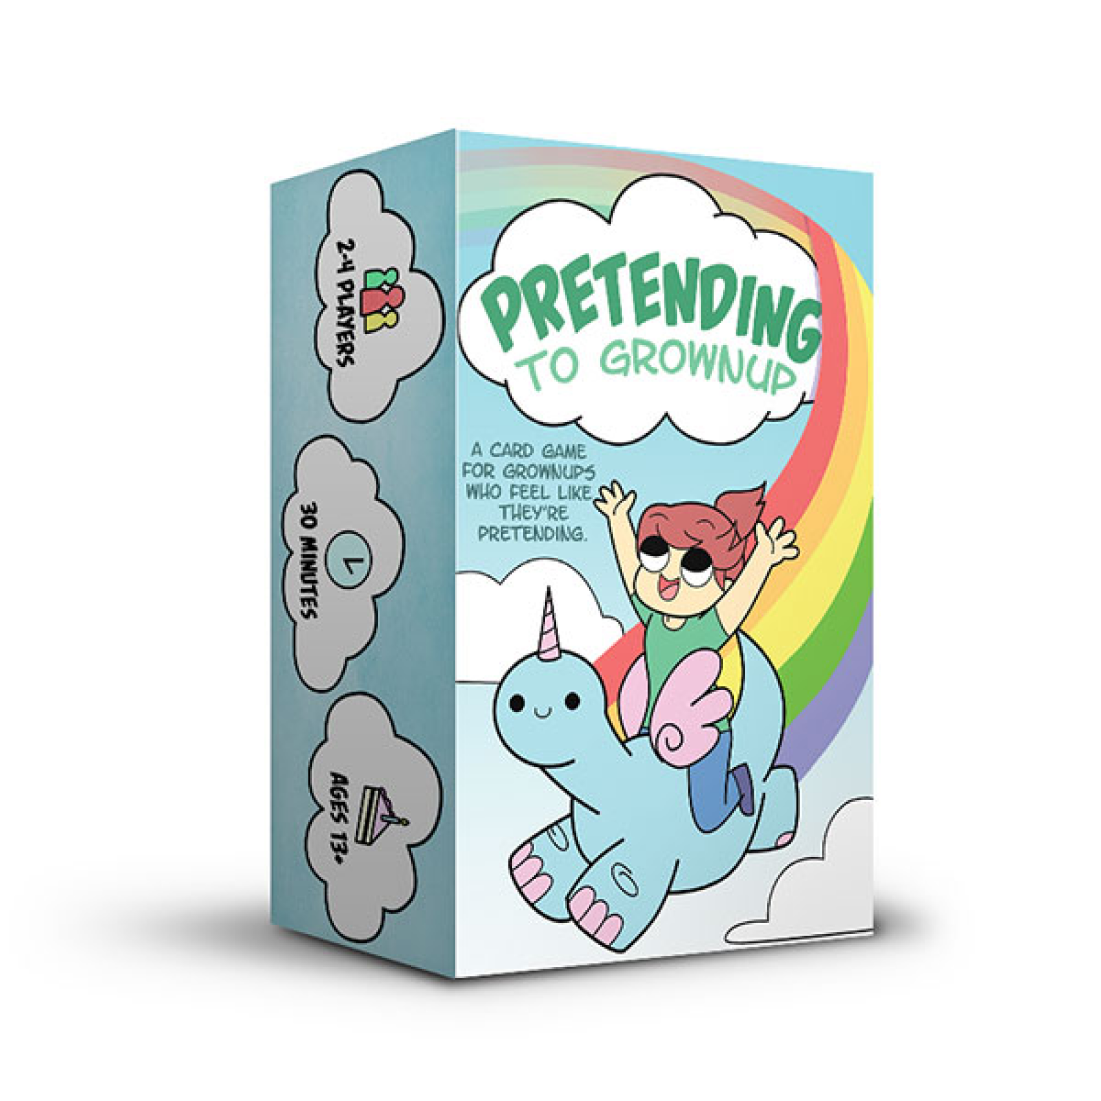 PRETENDING
TO GROWNUP
A CARD GAME
FOR GROWNUPS
WHO FEEL LIKE
THEY'RE
PRETENDING.
2-4 PLAYERS
30 MINUTES
AGES 13+